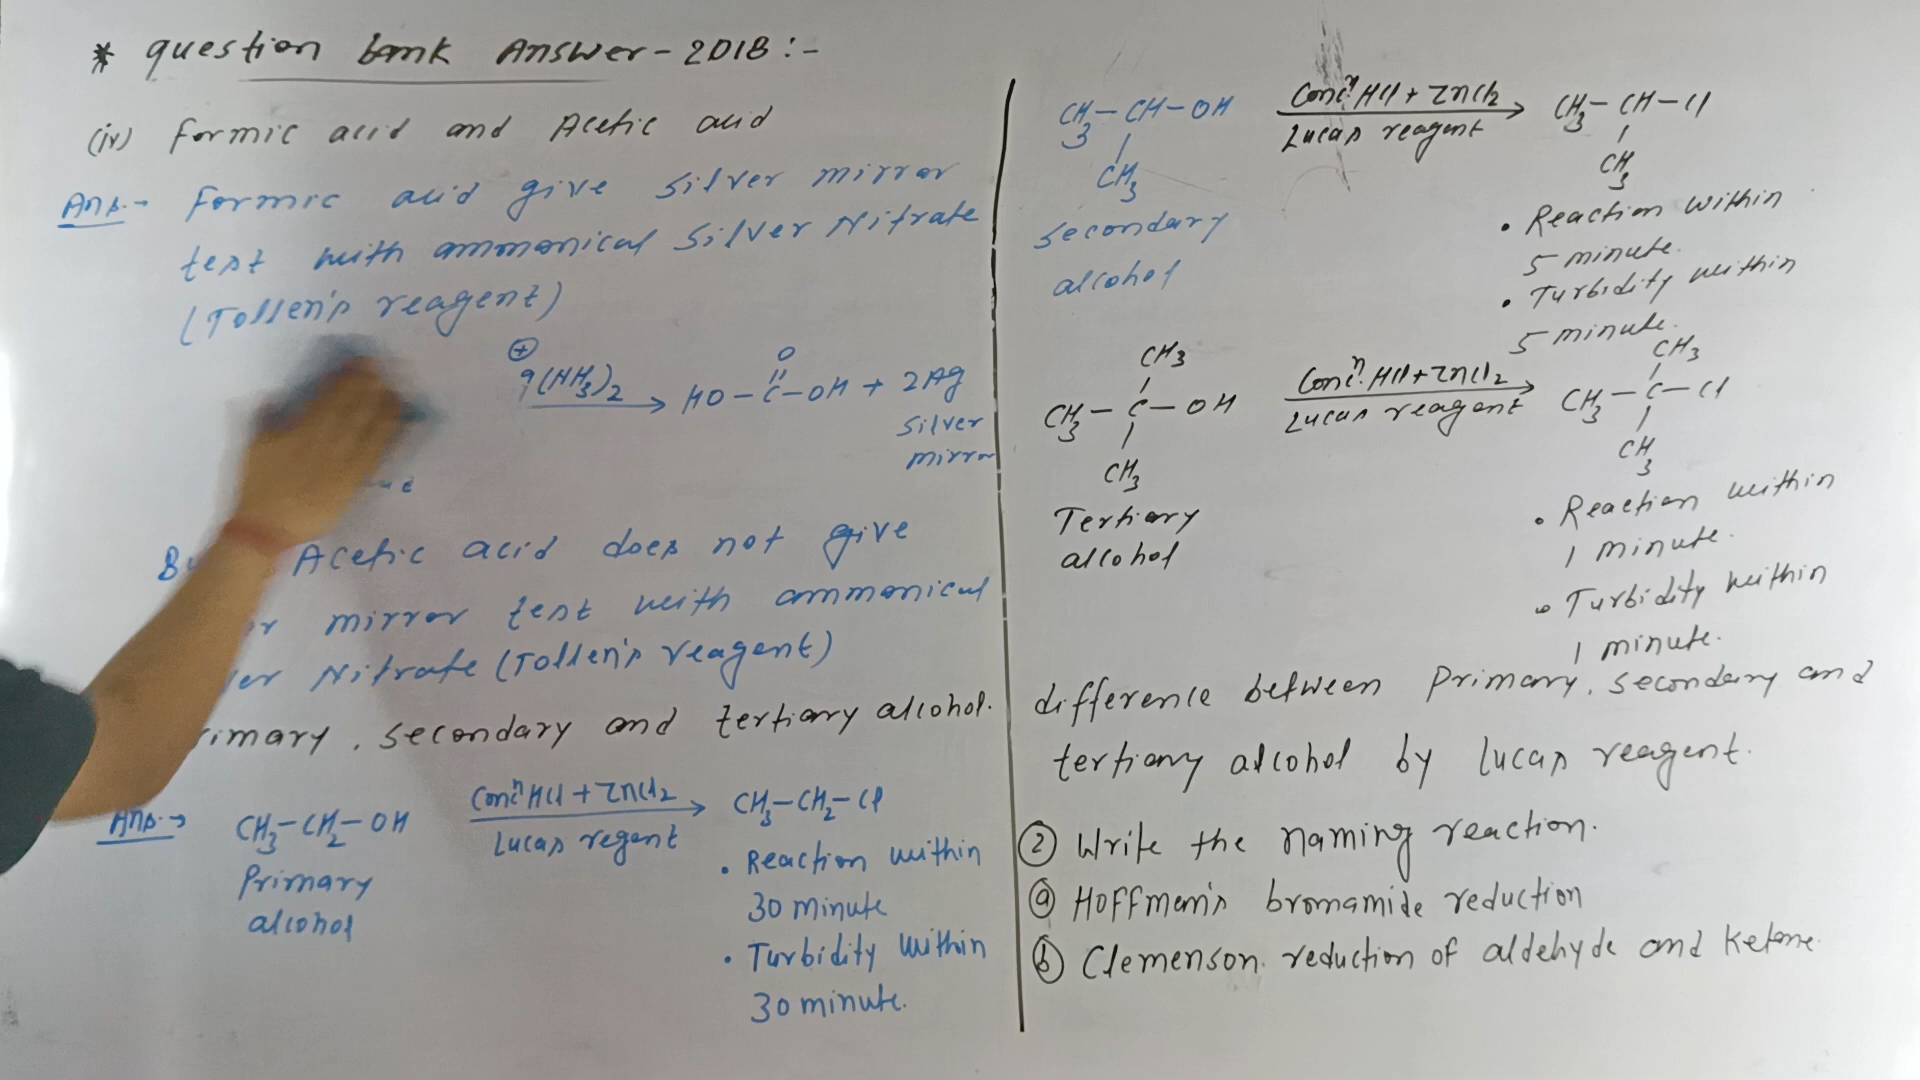 * question bank Answer - 2018 :-
(iv) Formic acid and Acetic acid
Ans.- Formic acid give silver mirror
test with ammonical silver Nitrate
(Tollen's reagent)
⊕
g(NH3)2 → HO-C-OH + 2Ag
O
silver
mirror
Acetic acid does not give
mirror test with ammonical
Nitrate (Tollen's reagent)
, secondary and tertiary alcohol.
Ans.→ CH3-CH2-OH Conc^n HCl + ZnCl2 → CH3-CH2-Cl
Lucas regent
Primary
alcohol
• Reaction within
30 minute
• Turbidity within
30 minute.
CH3-CH-OH Conc^n HCl + ZnCl2 → CH3-CH-Cl
Lucas reagent
CH3 CH3
secondary
alcohol
• Reaction within
5 minute.
• Turbidity within
5 minute.
CH3 CH3
CH3-C-OH Conc^n. HCl + ZnCl2 → CH3-C-Cl
Lucas reagent
CH3 CH3
Tertiary
alcohol
• Reaction within
1 minute.
• Turbidity within
1 minute.
difference between Primary, secondary and
tertiary alcohol by lucas reagent.
② Write the naming reaction.
ⓐ Hoffmen's bromamide reduction
ⓑ Clemenson. reduction of aldehyde and Ketone.